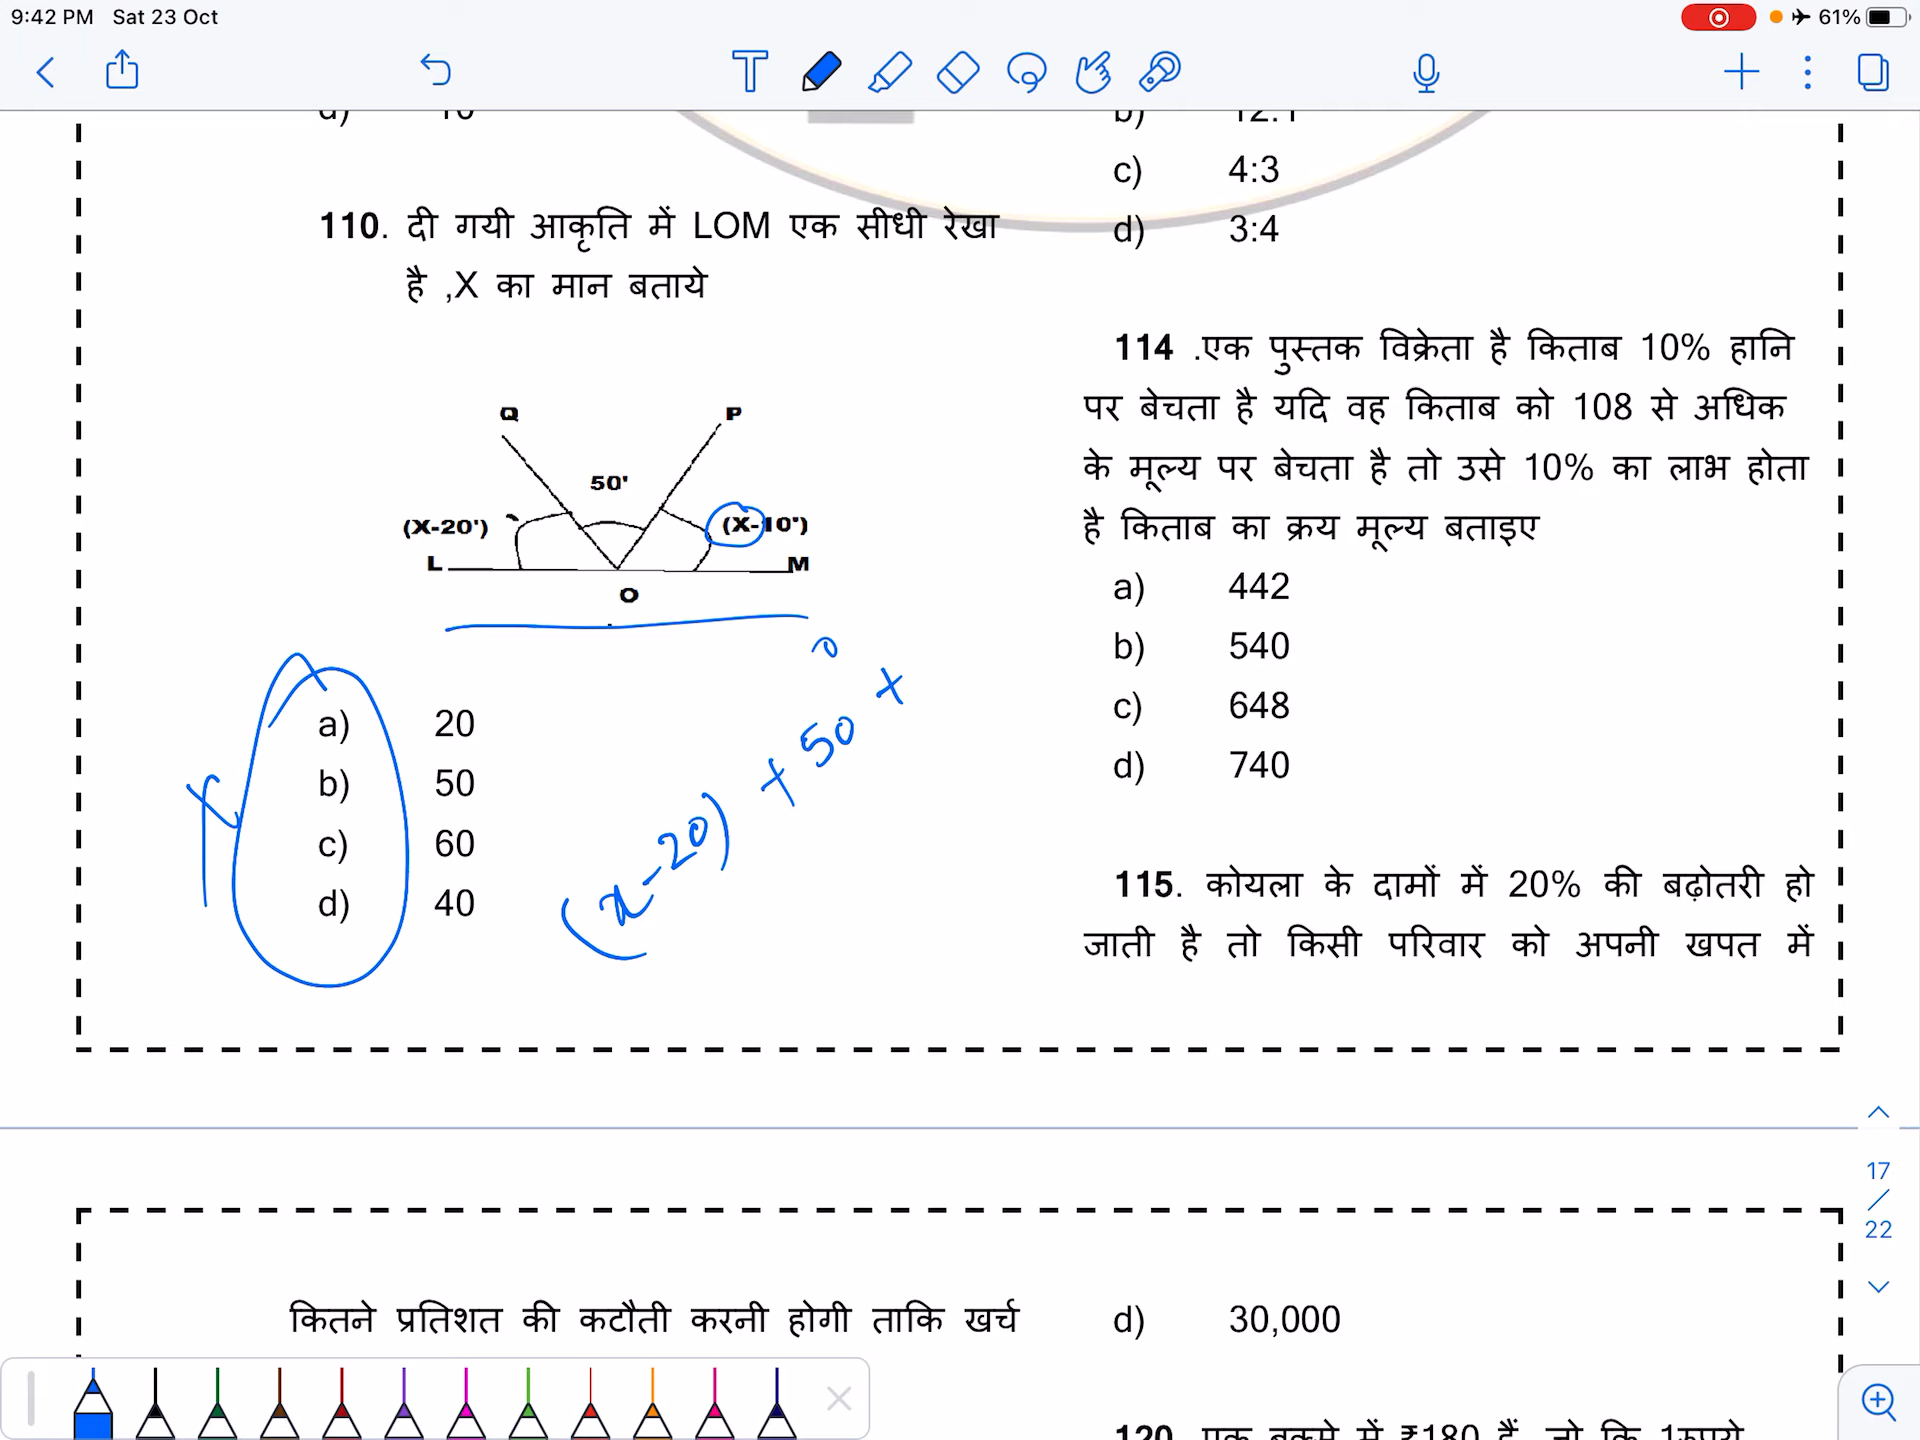 9:42 PM Sat 23 Oct
61%
c) 4:3
d) 3:4
110. दी गयी आकृति में LOM एक सीधी रेखा
है ,X का मान बताये
Q P
50'
(X-20') (X-10')
L M
O
a) 20
b) 50
c) 60
d) 40
(x-20) + 50 +
114 .एक पुस्तक विक्रेता है किताब 10% हानि
पर बेचता है यदि वह किताब को 108 से अधिक
के मूल्य पर बेचता है तो उसे 10% का लाभ होता
है किताब का क्रय मूल्य बताइए
a) 442
b) 540
c) 648
d) 740
115. कोयला के दामों में 20% की बढ़ोतरी हो
जाती है तो किसी परिवार को अपनी खपत में
17
/
22
कितने प्रतिशत की कटौती करनी होगी ताकि खर्च
d) 30,000